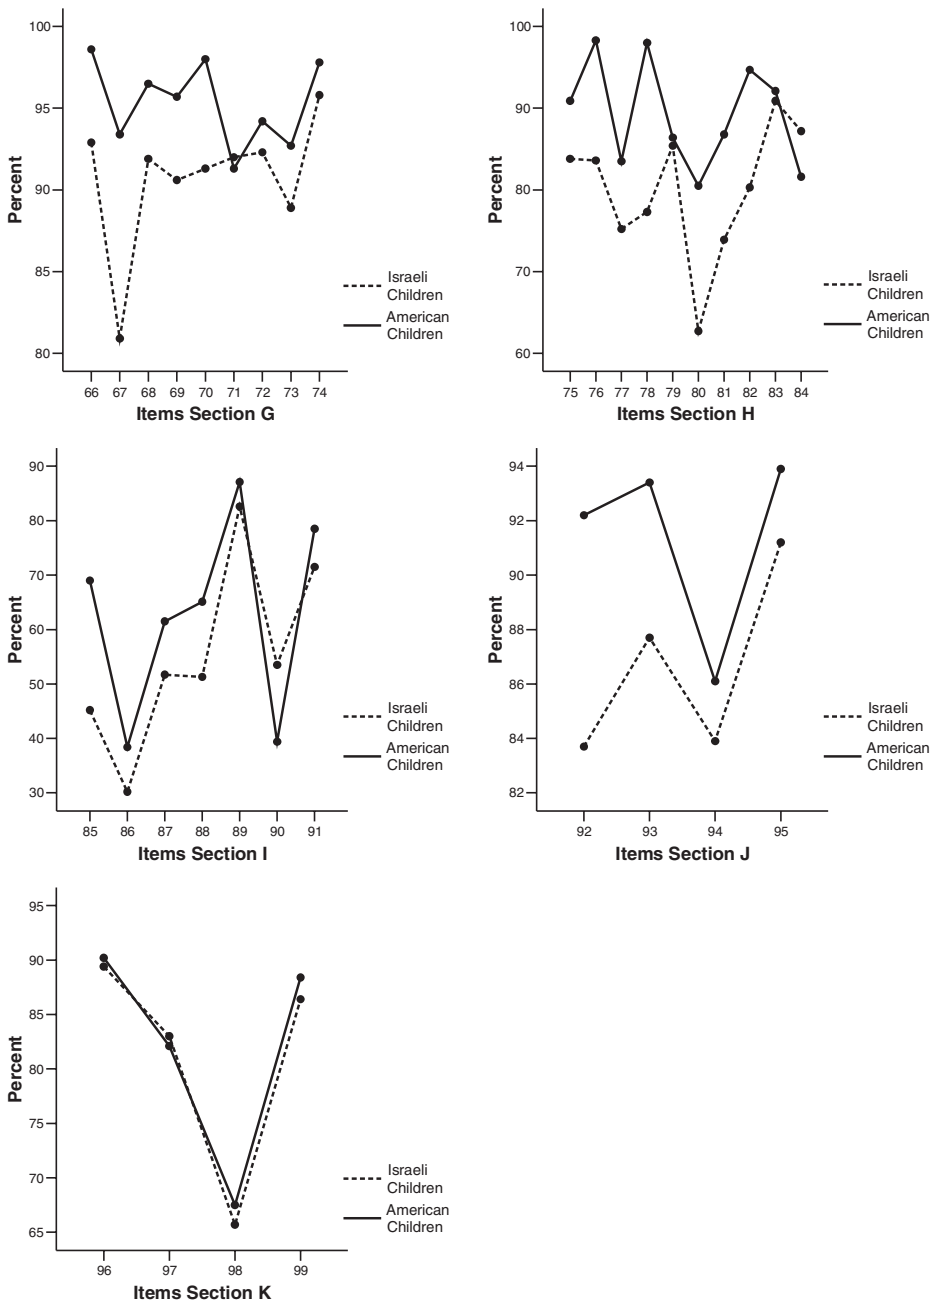 100
95
90
85
80
Percent
66 67 68 69 70 71 72 73 74
Items Section G
Israeli
Children
American
Children
100
90
80
70
60
Percent
75 76 77 78 79 80 81 82 83 84
Items Section H
Israeli
Children
American
Children
90
80
70
60
50
40
30
Percent
85 86 87 88 89 90 91
Items Section I
Israeli
Children
American
Children
94
92
90
88
86
84
82
Percent
92 93 94 95
Items Section J
Israeli
Children
American
Children
95
90
85
80
75
70
65
Percent
96 97 98 99
Items Section K
Israeli
Children
American
Children